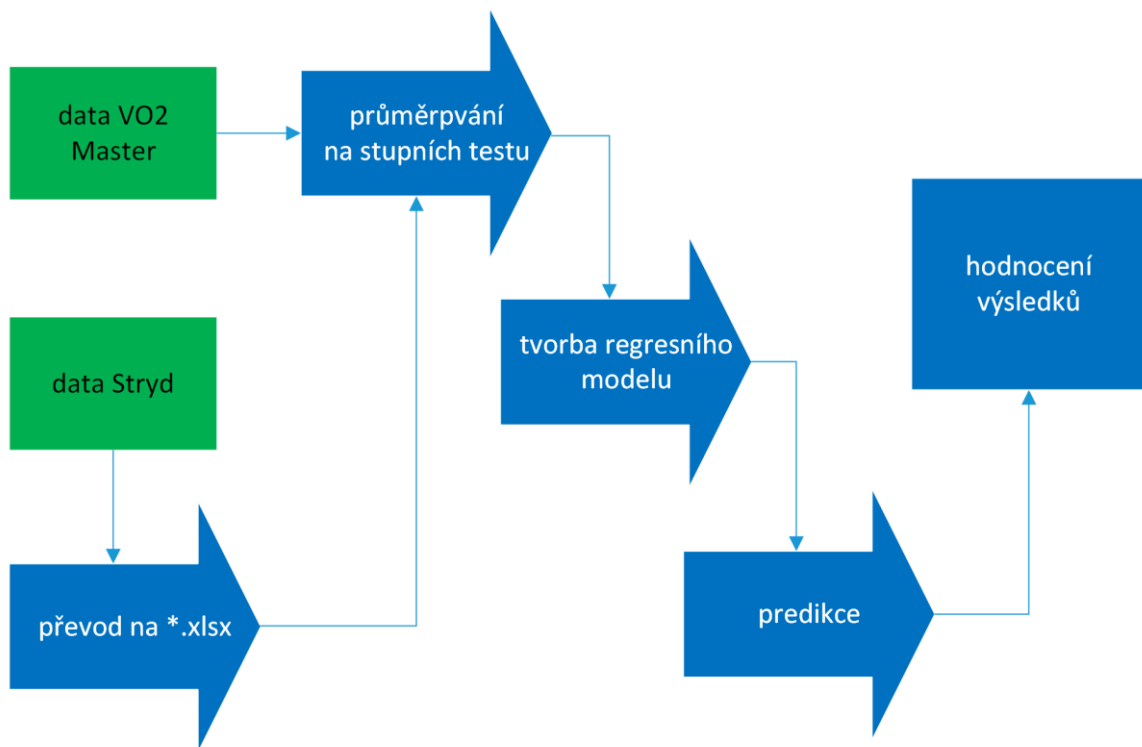 data VO2
Master
průměrpvání
na stupních testu
hodnocení
výsledků
tvorba regresního
modelu
data Stryd
převod na *.xlsx
predikce